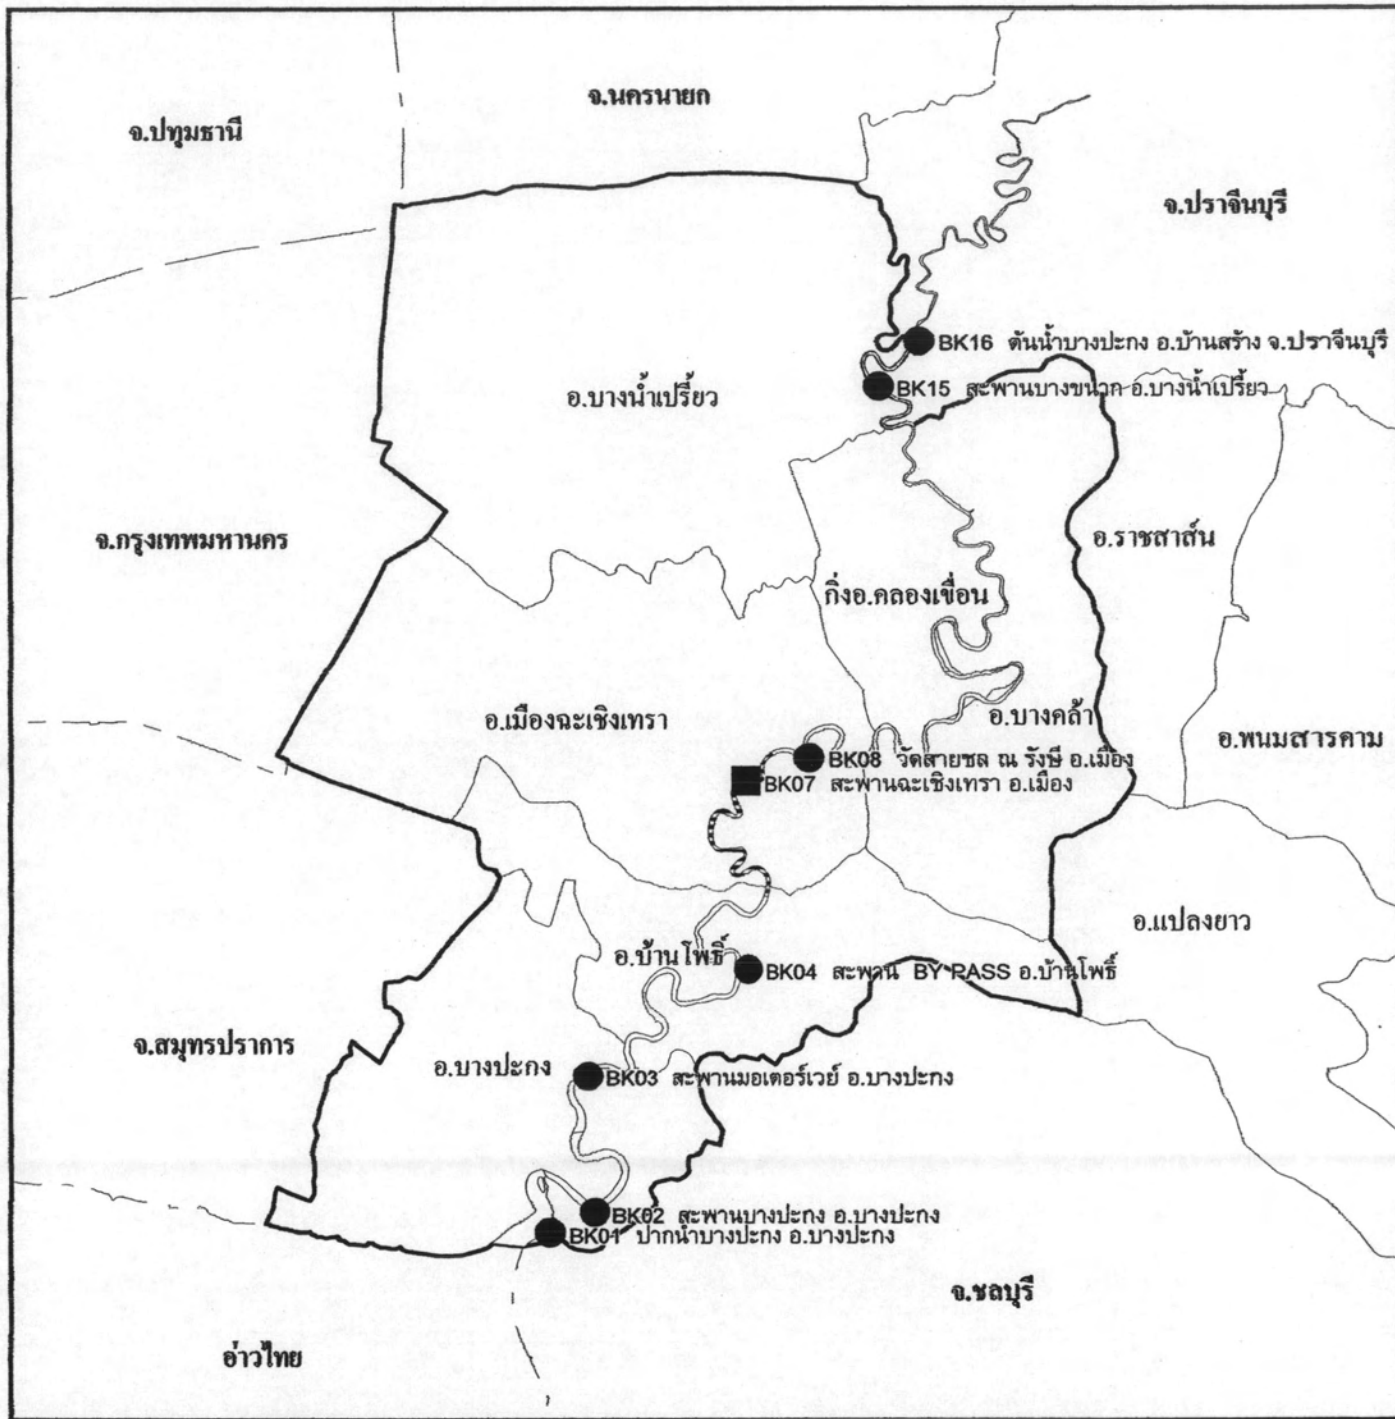 จ.นครนายก
จ.ปทุมธานี
จ.ปราจีนบุรี
BK16 ต้นน้ำบางปะกง อ.บ้านสร้าง จ.ปราจีนบุรี
BK15 สะพานบางขนาก อ.บางน้ำเปรี้ยว
อ.บางน้ำเปรี้ยว
อ.ราชสาส์น
จ.กรุงเทพมหานคร
กิ่งอ.คลองเขื่อน
อ.เมืองฉะเชิงเทรา
อ.บางคล้า
อ.พนมสารคาม
BK08 วัดสายชล ณ รังษี อ.เมือง
BK07 สะพานฉะเชิงเทรา อ.เมือง
อ.แปลงยาว
อ.บ้านโพธิ์
BK04 สะพาน BY PASS อ.บ้านโพธิ์
จ.สมุทรปราการ
อ.บางปะกง
BK03 สะพานมอเตอร์เวย์ อ.บางปะกง
BK02 สะพานบางปะกง อ.บางปะกง
BK01 ปากน้ำบางปะกง อ.บางปะกง
จ.ชลบุรี
อ่าวไทย